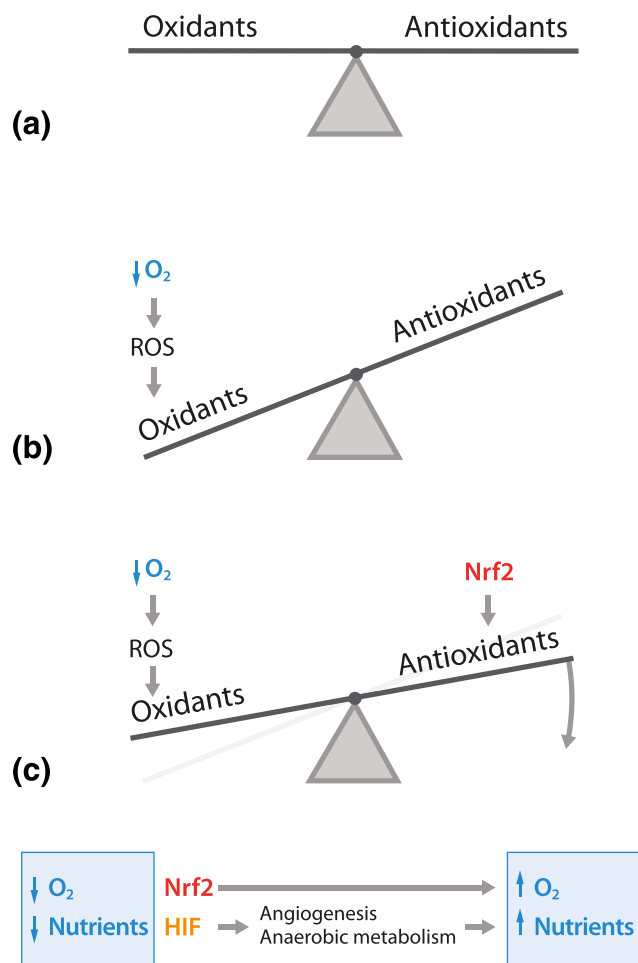 Oxidants Antioxidants
(a)
↓ O₂
ROS
Antioxidants
Oxidants
(b)
↓ O₂ Nrf2
ROS
Antioxidants
Oxidants
(c)
↓ O₂ Nrf2 ↑ O₂
↓ Nutrients HIF Angiogenesis ↑ Nutrients
Anaerobic metabolism